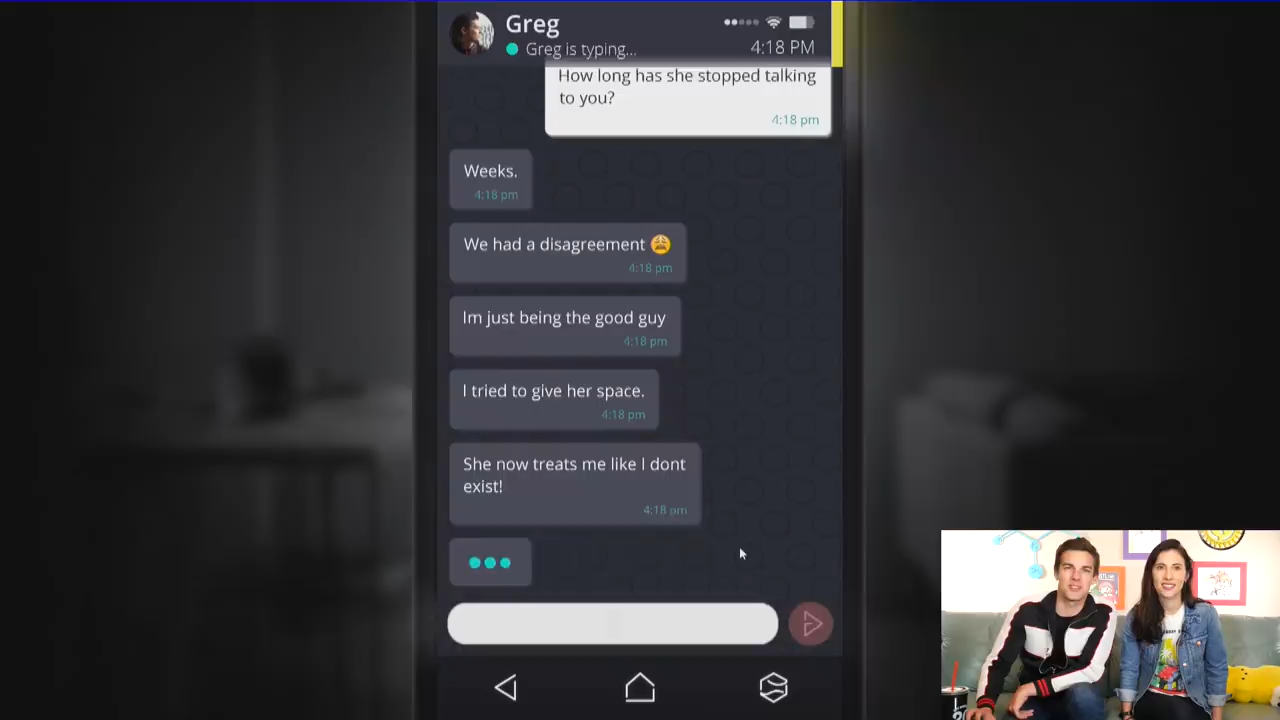 Greg
Greg is typing...
4:18 PM
How long has she stopped talking
to you?
4:18 pm
Weeks.
4:18 pm
We had a disagreement 😩
4:18 pm
Im just being the good guy
4:18 pm
I tried to give her space.
4:18 pm
She now treats me like I dont
exist!
4:18 pm